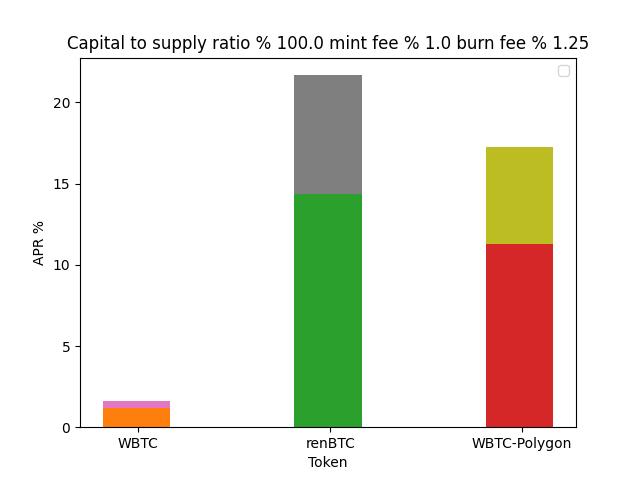 Capital to supply ratio % 100.0 mint fee % 1.0 burn fee % 1.25
20
15
10
5
0
APR %
WBTC
renBTC
WBTC-Polygon
Token